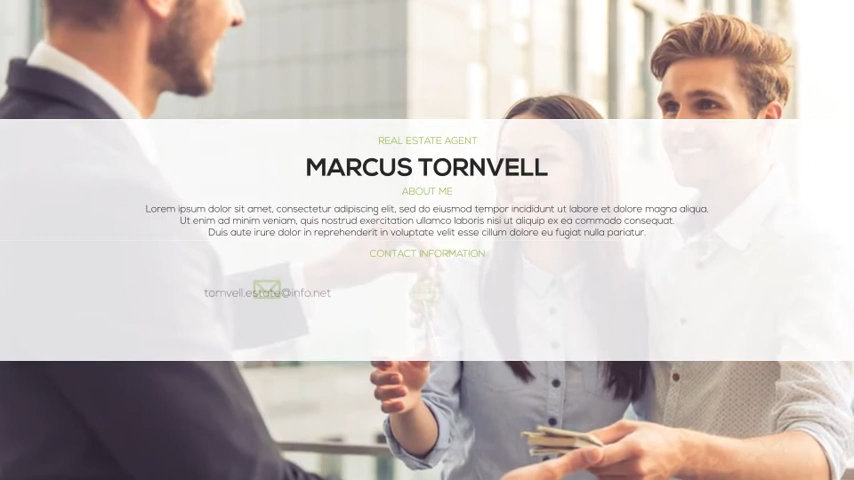 REAL ESTATE AGENT
MARCUS TORNVELL
ABOUT ME
Lorem ipsum dolor sit amet, consectetur adipiscing elit, sed do eiusmod tempor incididunt ut labore et dolore magna aliqua.
Ut enim ad minim veniam, quis nostrud exercitation ullamco laboris nisi ut aliquip ex ea commodo consequat.
Duis aute irure dolor in reprehenderit in voluptate velit esse cillum dolore eu fugiat nulla pariatur.
CONTACT INFORMATION
tornvell.estate@info.net